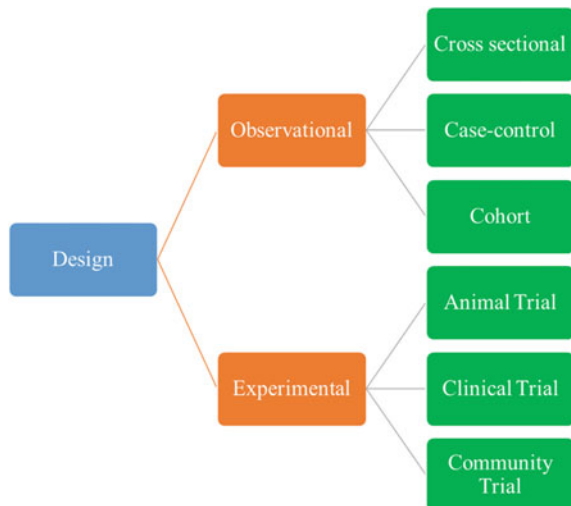 Cross sectional
Observational
Case-control
Cohort
Design
Animal Trial
Experimental
Clinical Trial
Community
Trial